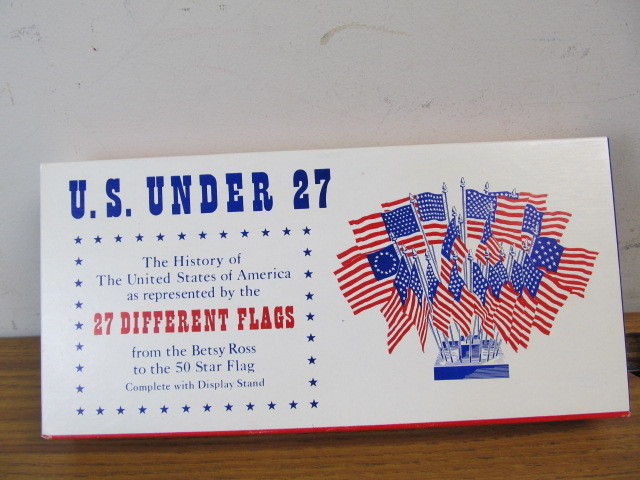 U.S. UNDER 27
The History of
The United States of America
as represented by the
27 DIFFERENT FLAGS
from the Betsy Ross
to the 50 Star Flag
Complete with Display Stand